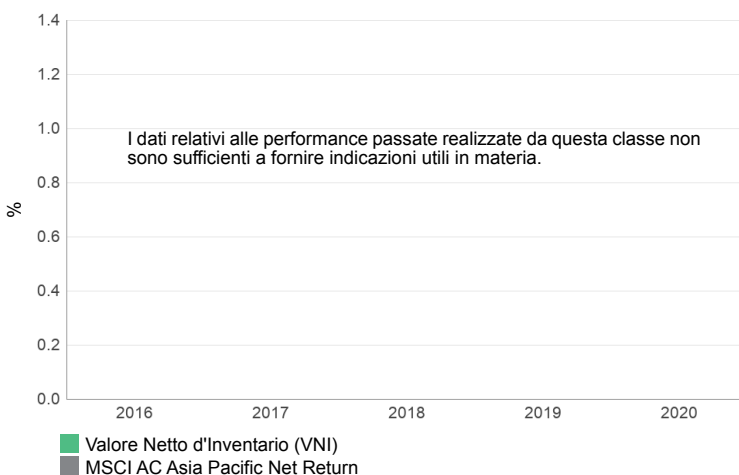 1.4
1.2
1.0
I dati relativi alle performance passate realizzate da questa classe non
sono sufficienti a fornire indicazioni utili in materia.
0.8
%
0.6
0.4
0.2
0.0
2016 2017 2018 2019 2020
Valore Netto d'Inventario (VNI)
MSCI AC Asia Pacific Net Return